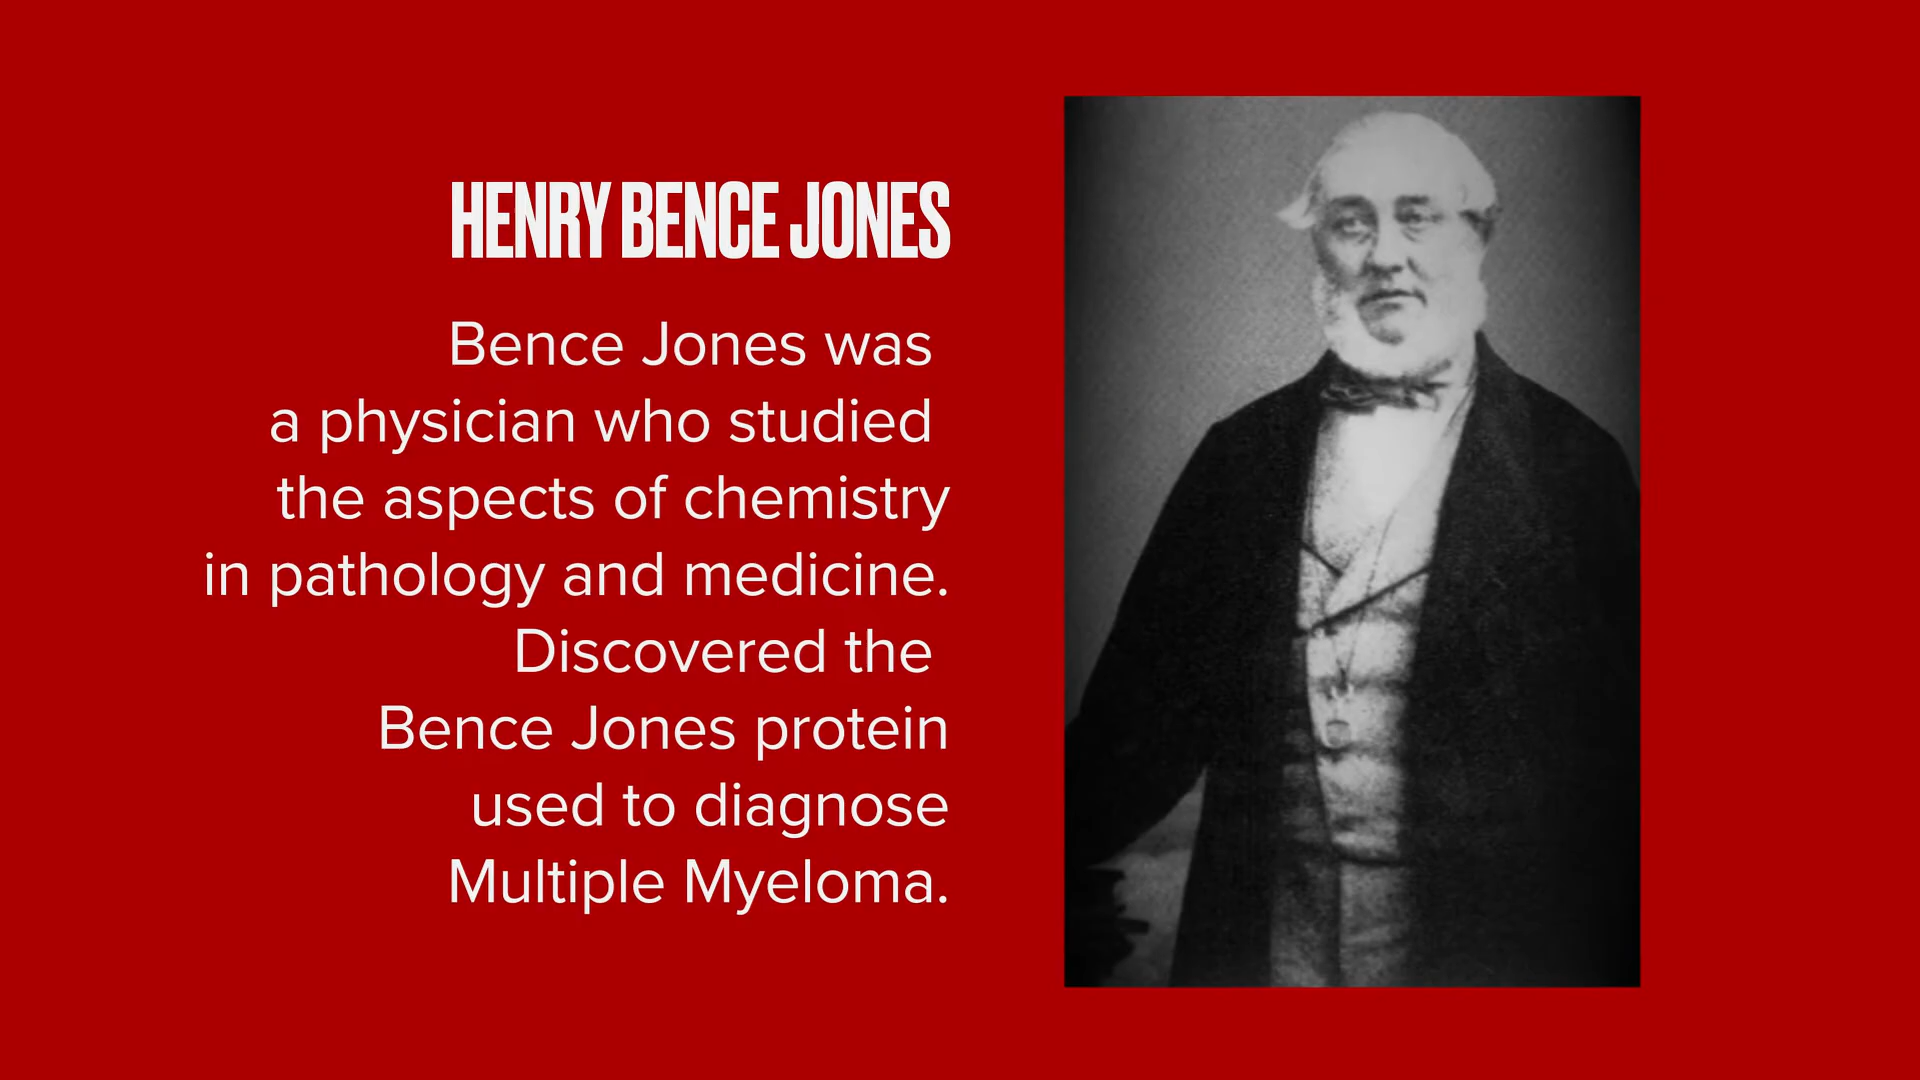 HENRY BENCE JONES
Bence Jones was
a physician who studied
the aspects of chemistry
in pathology and medicine.
Discovered the
Bence Jones protein
used to diagnose
Multiple Myeloma.